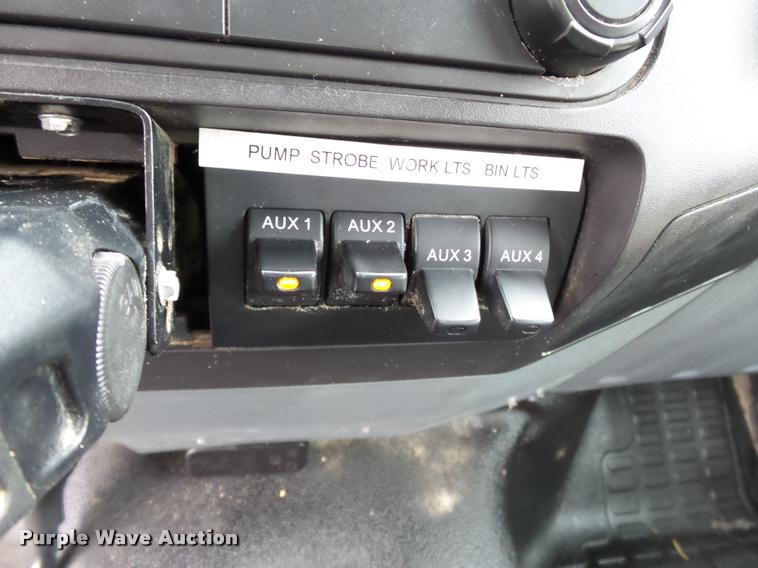 PUMP STROBE WORK LTS BIN LTS
AUX 1 AUX 2 AUX 3 AUX 4
Purple Wave Auction